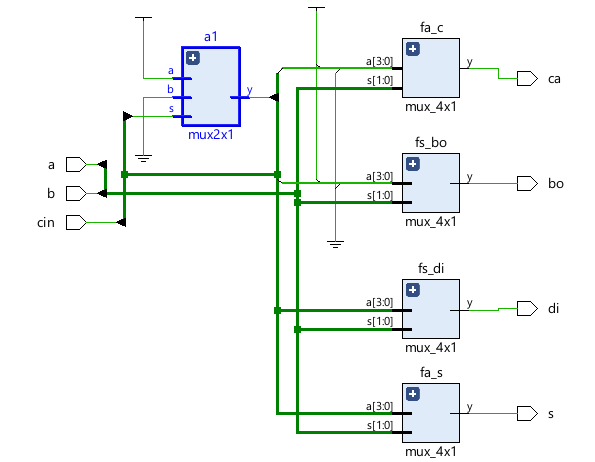 a1
a
b
s
y
mux2x1
a
b
cin
fa_c
a[3:0]
s[1:0]
y
mux_4x1
ca
fs_bo
a[3:0]
s[1:0]
y
mux_4x1
bo
fs_di
a[3:0]
s[1:0]
y
mux_4x1
di
fa_s
a[3:0]
s[1:0]
y
mux_4x1
s